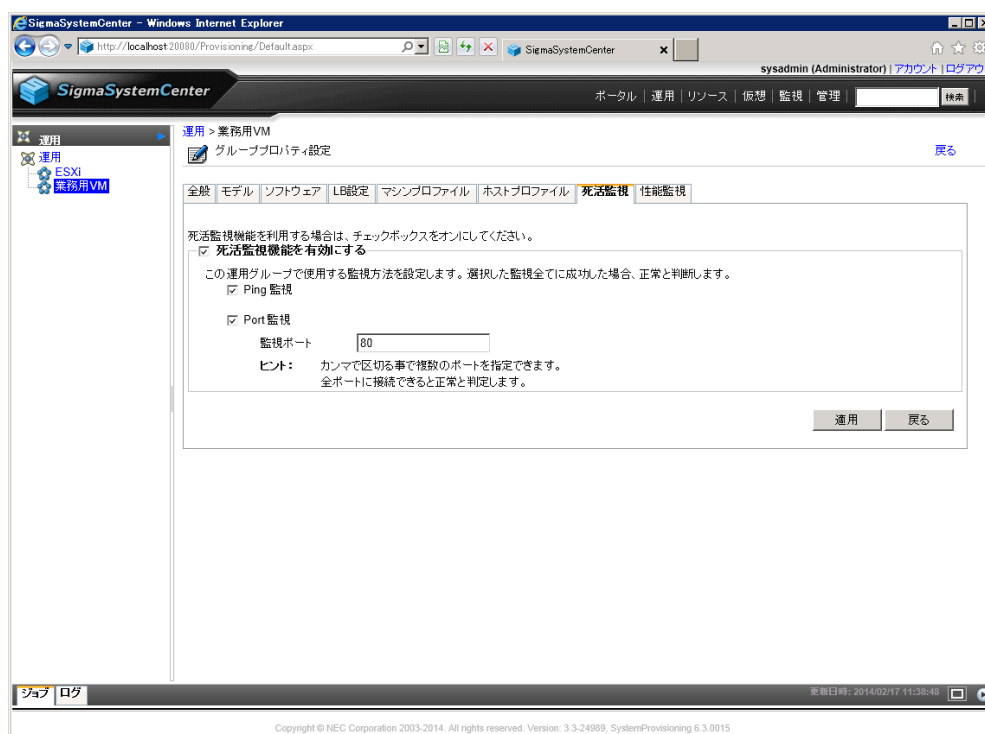 SigmaSystemCenter - Windows Internet Explorer
http://localhost:20080/Provisioning/Default.aspx
SigmaSystemCenter
sysadmin (Administrator) | アカウント | ログアウ
SigmaSystemCenter
ポータル | 運用 | リソース | 仮想 | 監視 | 管理 | 検索
運用
運用
ESXi
業務用VM
運用 > 業務用VM
グループプロパティ設定
戻る
全般 モデル ソフトウェア LB設定 マシンプロファイル ホストプロファイル 死活監視 性能監視
死活監視機能を利用する場合は、チェックボックスをオンにしてください。
死活監視機能を有効にする
この運用グループで使用する監視方法を設定します。選択した監視全てに成功した場合、正常と判断します。
Ping 監視
Port 監視
監視ポート 80
ヒント: カンマで区切る事で複数のポートを指定できます。
全ポートに接続できると正常と判定します。
適用 戻る
ジョブ ログ
更新日時: 2014/02/17 11:38:48
Copyright © NEC Corporation 2003-2014. All rights reserved. Version: 3.3-24989, SystemProvisioning 6.3.0015